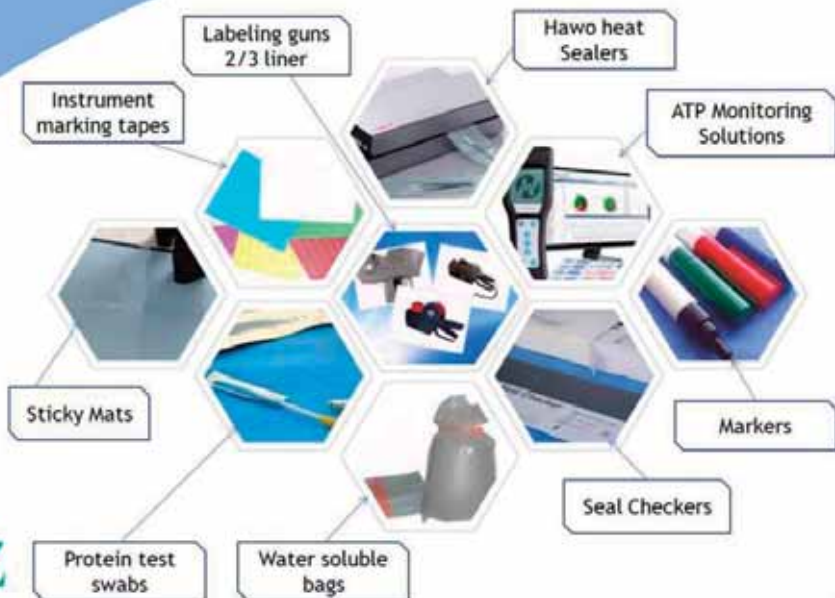 Labeling guns
2/3 liner
Hawo heat
Sealers
Instrument
marking tapes
ATP Monitoring
Solutions
Sticky Mats
Markers
Seal Checkers
Protein test
swabs
Water soluble
bags